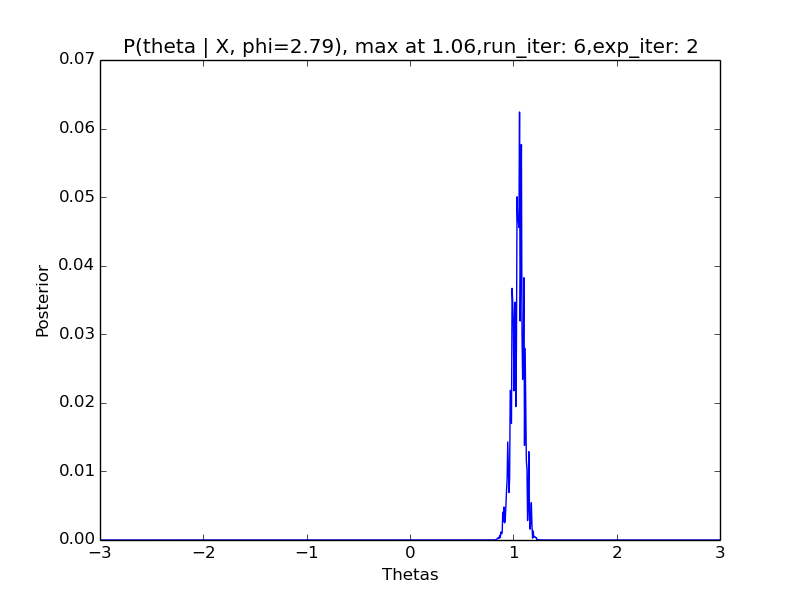 P(theta | X, phi=2.79), max at 1.06,run_iter: 6,exp_iter: 2
0.07
0.06
0.05
0.04
0.03
0.02
0.01
0.00
Posterior
−3 −2 −1 0 1 2 3
Thetas